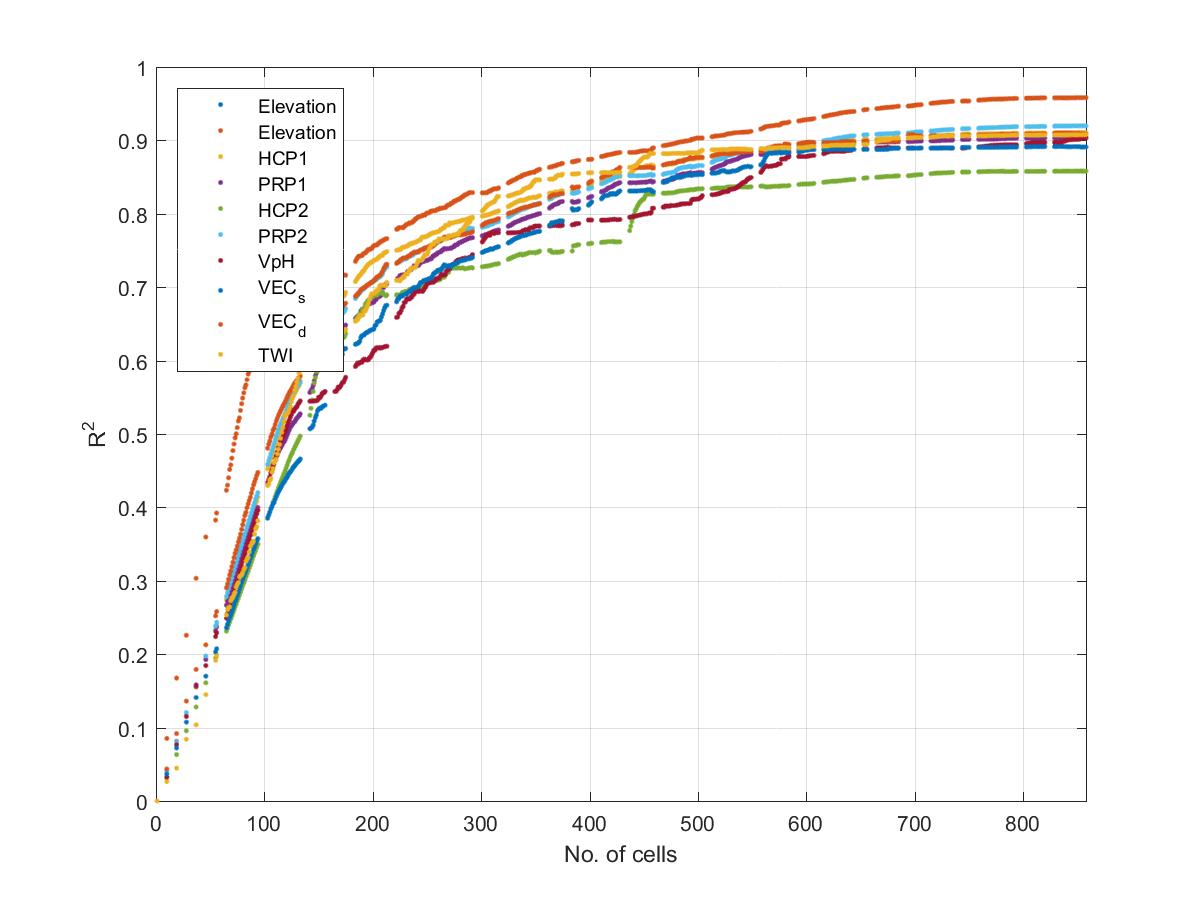 1
0.9
0.8
0.7
0.6
0.5
0.4
0.3
0.2
0.1
0
R²
Elevation
Elevation
HCP1
PRP1
HCP2
PRP2
VpH
VECₛ
VEC_d
TWI
0 100 200 300 400 500 600 700 800
No. of cells